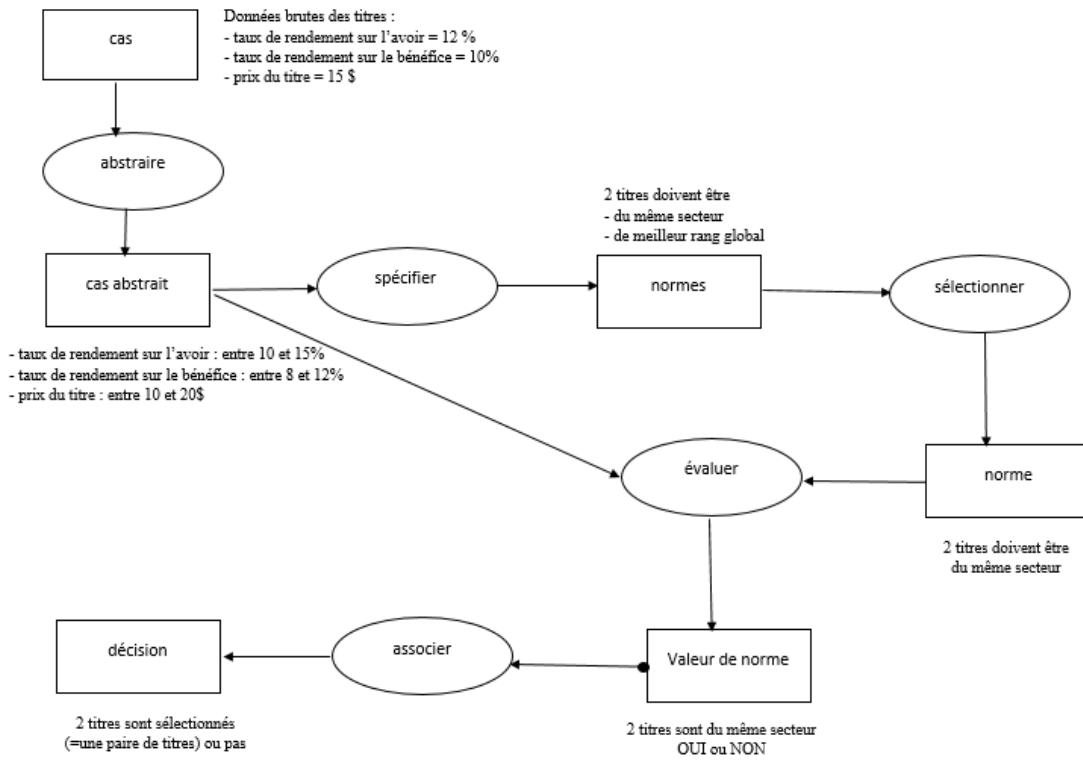 cas
Données brutes des titres :
- taux de rendement sur l'avoir = 12 %
- taux de rendement sur le bénéfice = 10%
- prix du titre = 15 $
abstraire
cas abstrait
- taux de rendement sur l'avoir : entre 10 et 15%
- taux de rendement sur le bénéfice : entre 8 et 12%
- prix du titre : entre 10 et 20$
spécifier
2 titres doivent être
- du même secteur
- de meilleur rang global
normes
sélectionner
norme
2 titres doivent être
du même secteur
évaluer
Valeur de norme
2 titres sont du même secteur
OUI ou NON
associer
décision
2 titres sont sélectionnés
(=une paire de titres) ou pas